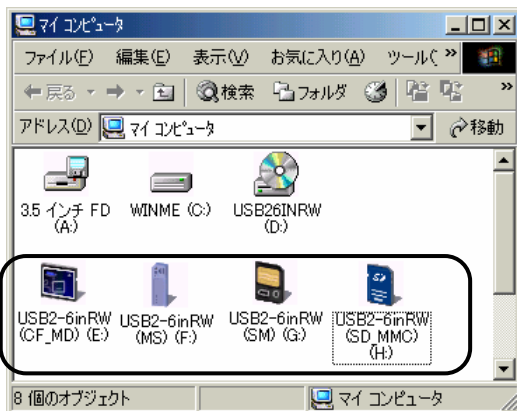 マイ コンピュータ
ファイル(F) 編集(E) 表示(V) お気に入り(A) ツール( »
戻る 検索 フォルダ »
アドレス(D) マイ コンピュータ 移動
3.5 インチ FD (A:)
WINME (C:)
USB26INRW (D:)
USB2-6inRW (CF_MD) (E:)
USB2-6inRW (MS) (F:)
USB2-6inRW (SM) (G:)
USB2-6inRW (SD_MMC) (H:)
8 個のオブジェクト マイ コンピュータ